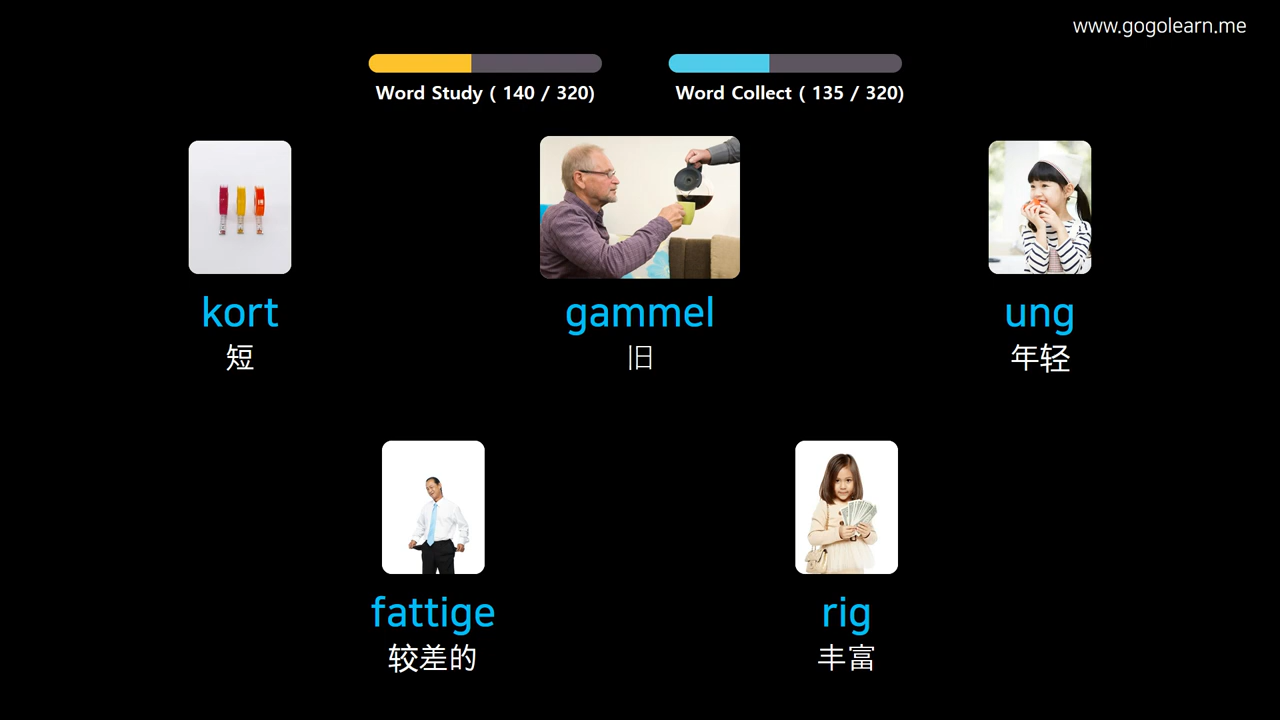 www.gogolearn.me
Word Study ( 140 / 320)
Word Collect ( 135 / 320)
kort
短
gammel
旧
ung
年轻
fattige
较差的
rig
丰富